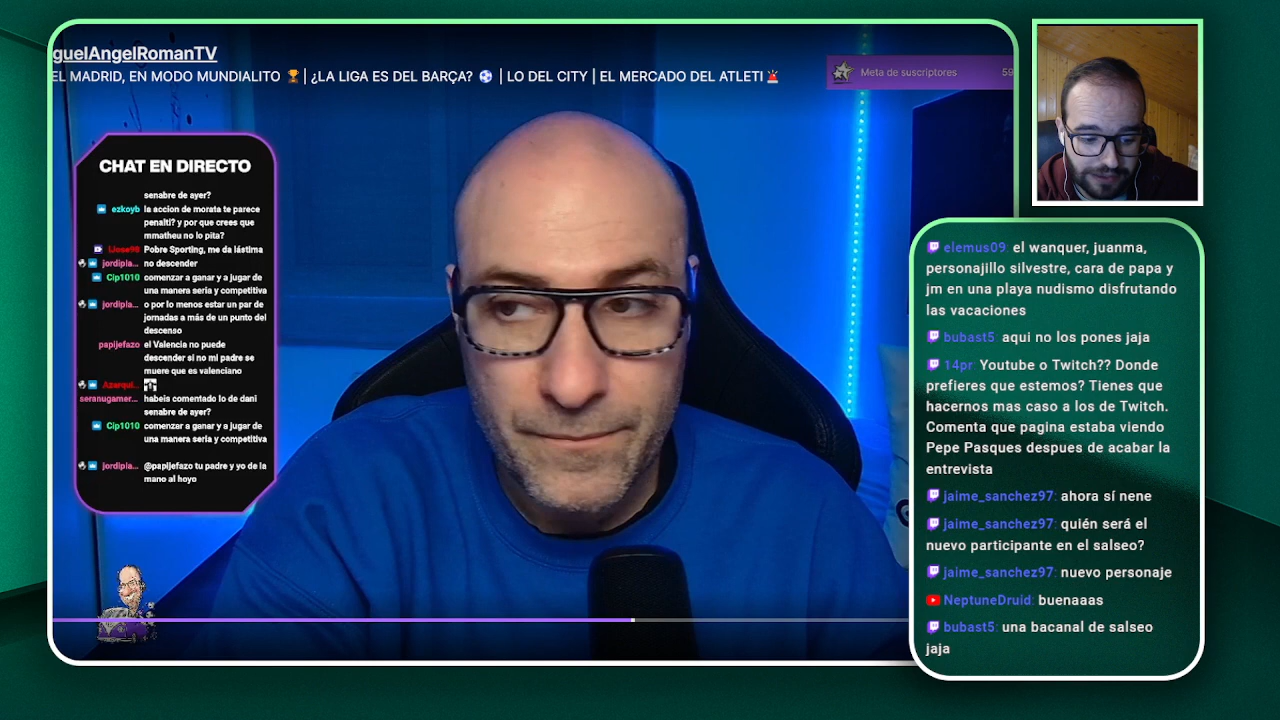 guelAngelRomanTV
EL MADRID, EN MODO MUNDIALITO 🏆 | ¿LA LIGA ES DEL BARÇA? ⚽ | LO DEL CITY | EL MERCADO DEL ATLETI 🚨
Meta de suscriptores 59
CHAT EN DIRECTO
senabre de ayer?
ezkoyb la accion de morata te parece
penalti? y por que crees que
mmatheu no lo pita?
Pobre Sporting, me da lástima
jordipla... no descender
Cip1010 comenzar a ganar y a jugar de
una manera seria y competitiva
jordipla... o por lo menos estar un par de
jornadas a más de un punto del
descenso
papijefazo el Valencia no puede
descender si no mi padre se
muere que es valenciano
Azarqui...
seranugamer... habeis comentado lo de dani
senabre de ayer?
Cip1010 comenzar a ganar y a jugar de
una manera seria y competitiva
jordipla... @papijefazo tu padre y yo de la
mano al hoyo
elemus09: el wanquer, juanma,
personajillo silvestre, cara de papa y
jm en una playa nudismo disfrutando
las vacaciones
bubast5: aqui no los pones jaja
14pr: Youtube o Twitch?? Donde
prefieres que estemos? Tienes que
hacernos mas caso a los de Twitch.
Comenta que pagina estaba viendo
Pepe Pasques despues de acabar la
entrevista
jaime_sanchez97: ahora sí nene
jaime_sanchez97: quién será el
nuevo participante en el salseo?
jaime_sanchez97: nuevo personaje
NeptuneDruid: buenaaas
bubast5: una bacanal de salseo
jaja